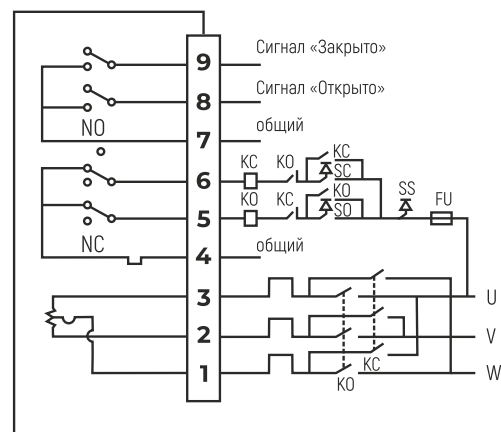 9 Сигнал «Закрыто»
8 Сигнал «Открыто»
NO
7 общий
KC KO KC
6 SC
KO KC KO SS FU
NC 5 SO
4 общий
3 U
2 V
1 KC W
KO